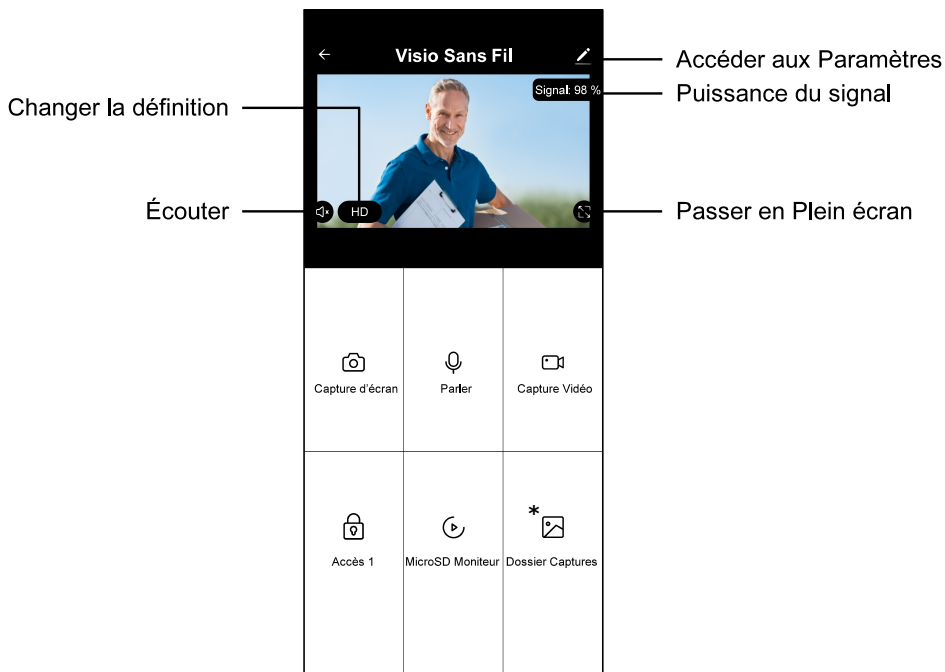 Visio Sans Fil
Accéder aux Paramètres
Signal: 98 %
Puissance du signal
Changer la définition
Écouter
HD
Passer en Plein écran
Capture d'écran
Parler
Capture Vidéo
*
Accès 1
MicroSD Moniteur
Dossier Captures